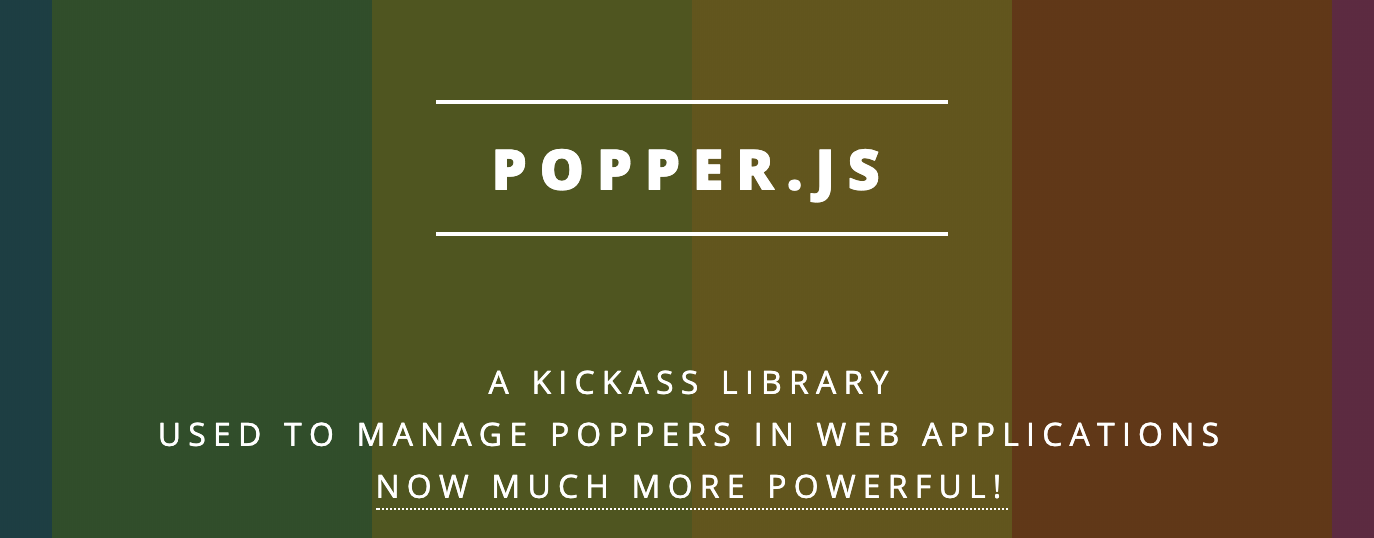 POPPER.JS
A KICKASS LIBRARY
USED TO MANAGE POPPERS IN WEB APPLICATIONS
NOW MUCH MORE POWERFUL!